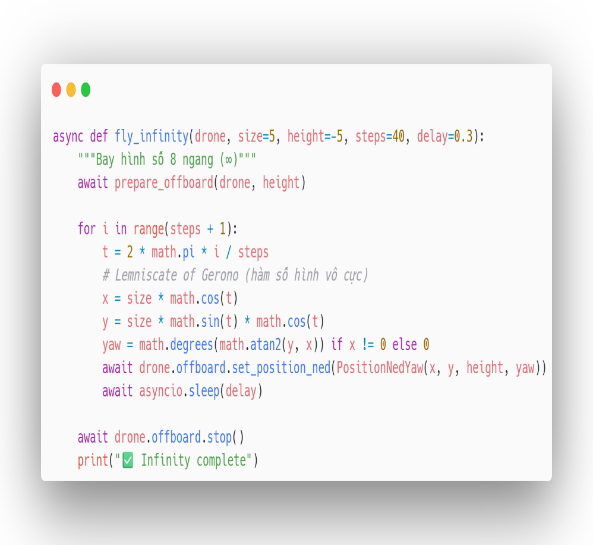 async def fly_infinity(drone, size=5, height=-5, steps=40, delay=0.3):
    """Bay hình số 8 ngang (∞)"""
    await prepare_offboard(drone, height)

    for i in range(steps + 1):
        t = 2 * math.pi * i / steps
        # Lemniscate of Gerono (hàm số hình vô cực)
        x = size * math.cos(t)
        y = size * math.sin(t) * math.cos(t)
        yaw = math.degrees(math.atan2(y, x)) if x != 0 else 0
        await drone.offboard.set_position_ned(PositionNedYaw(x, y, height, yaw))
        await asyncio.sleep(delay)

    await drone.offboard.stop()
    print("✅ Infinity complete")